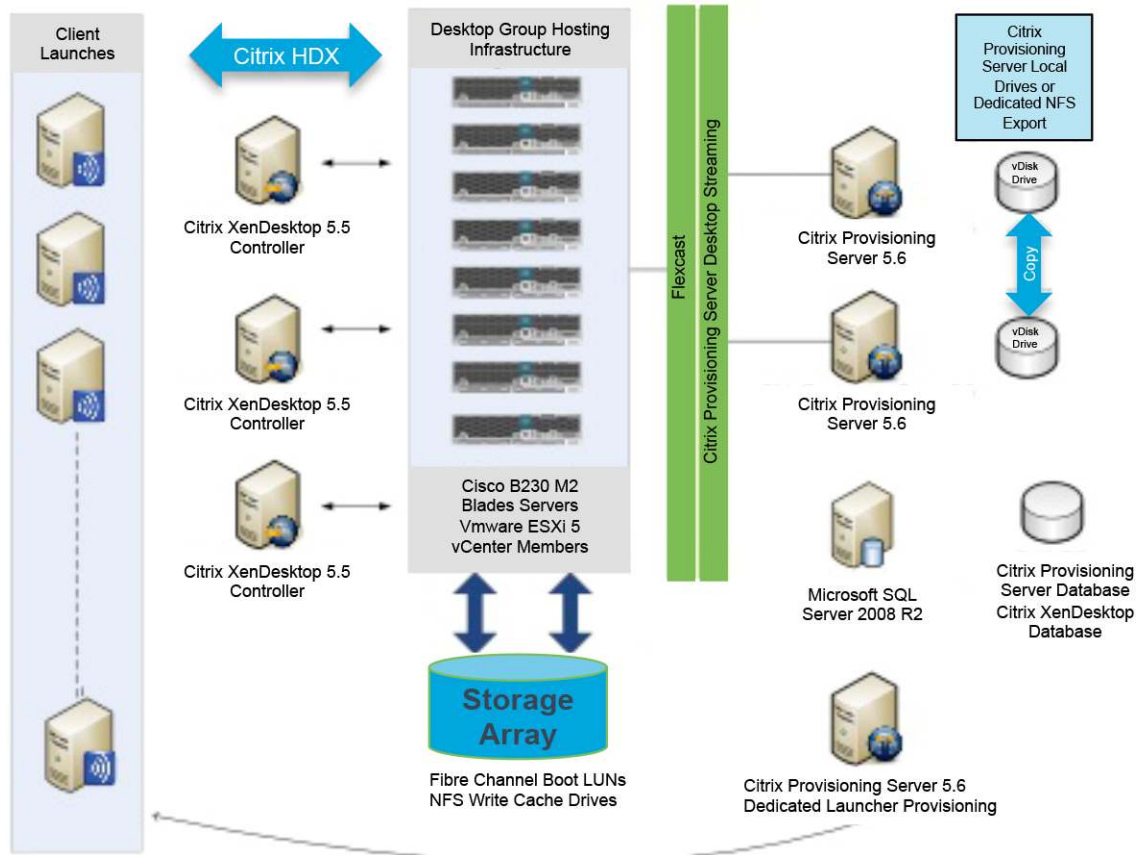 Client
Launches
Citrix HDX
Desktop Group Hosting
Infrastructure
Citrix
Provisioning
Server Local
Drives or
Dedicated NFS
Export
Citrix XenDesktop 5.5
Controller
Citrix XenDesktop 5.5
Controller
Citrix XenDesktop 5.5
Controller
Cisco B230 M2
Blades Servers
Vmware ESXi 5
vCenter Members
Storage
Array
Fibre Channel Boot LUNs
NFS Write Cache Drives
Flexcast
Citrix Provisioning Server Desktop Streaming
Citrix Provisioning
Server 5.6
vDisk
Drive
Copy
vDisk
Drive
Citrix Provisioning
Server 5.6
Microsoft SQL
Server 2008 R2
Citrix Provisioning
Server Database
Citrix XenDesktop
Database
Citrix Provisioning Server 5.6
Dedicated Launcher Provisioning